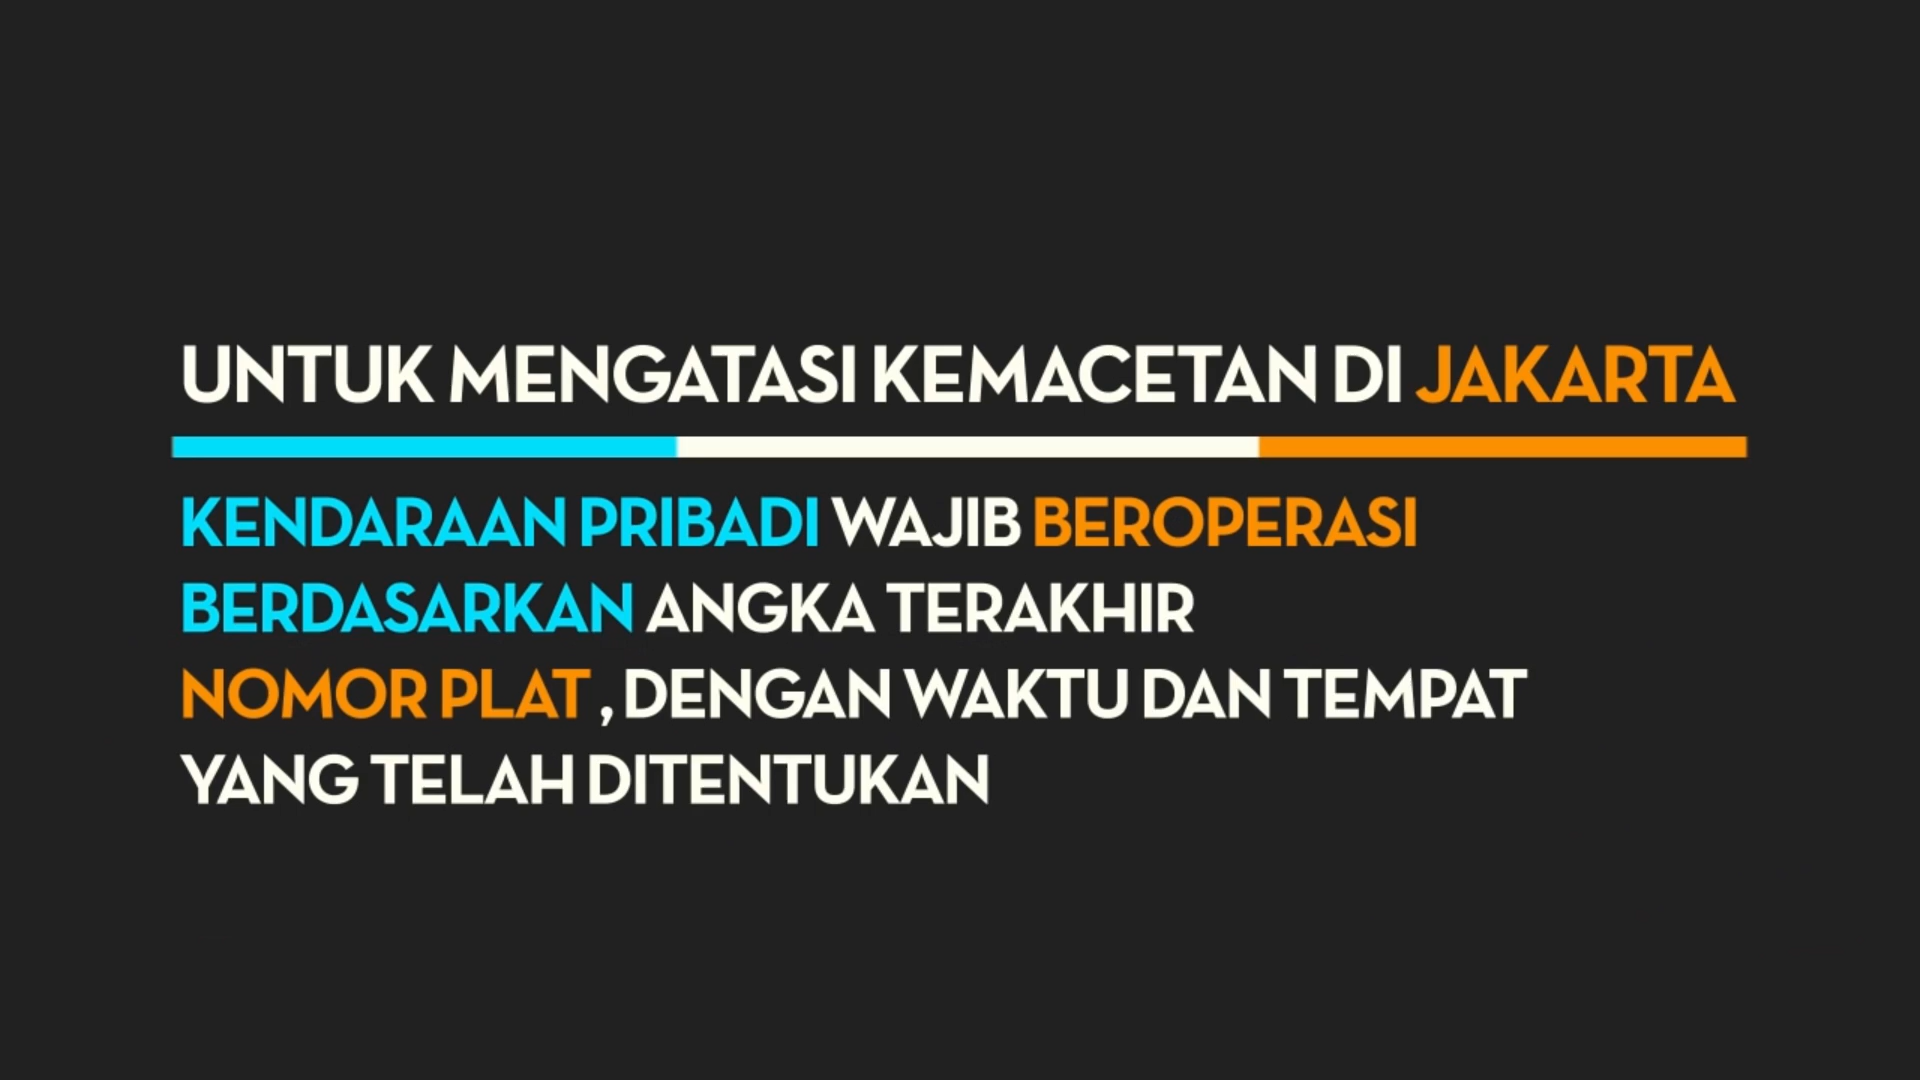 UNTUK MENGATASI KEMACETAN DI JAKARTA
KENDARAAN PRIBADI WAJIB BEROPERASI
BERDASARKAN ANGKA TERAKHIR
NOMOR PLAT , DENGAN WAKTU DAN TEMPAT
YANG TELAH DITENTUKAN